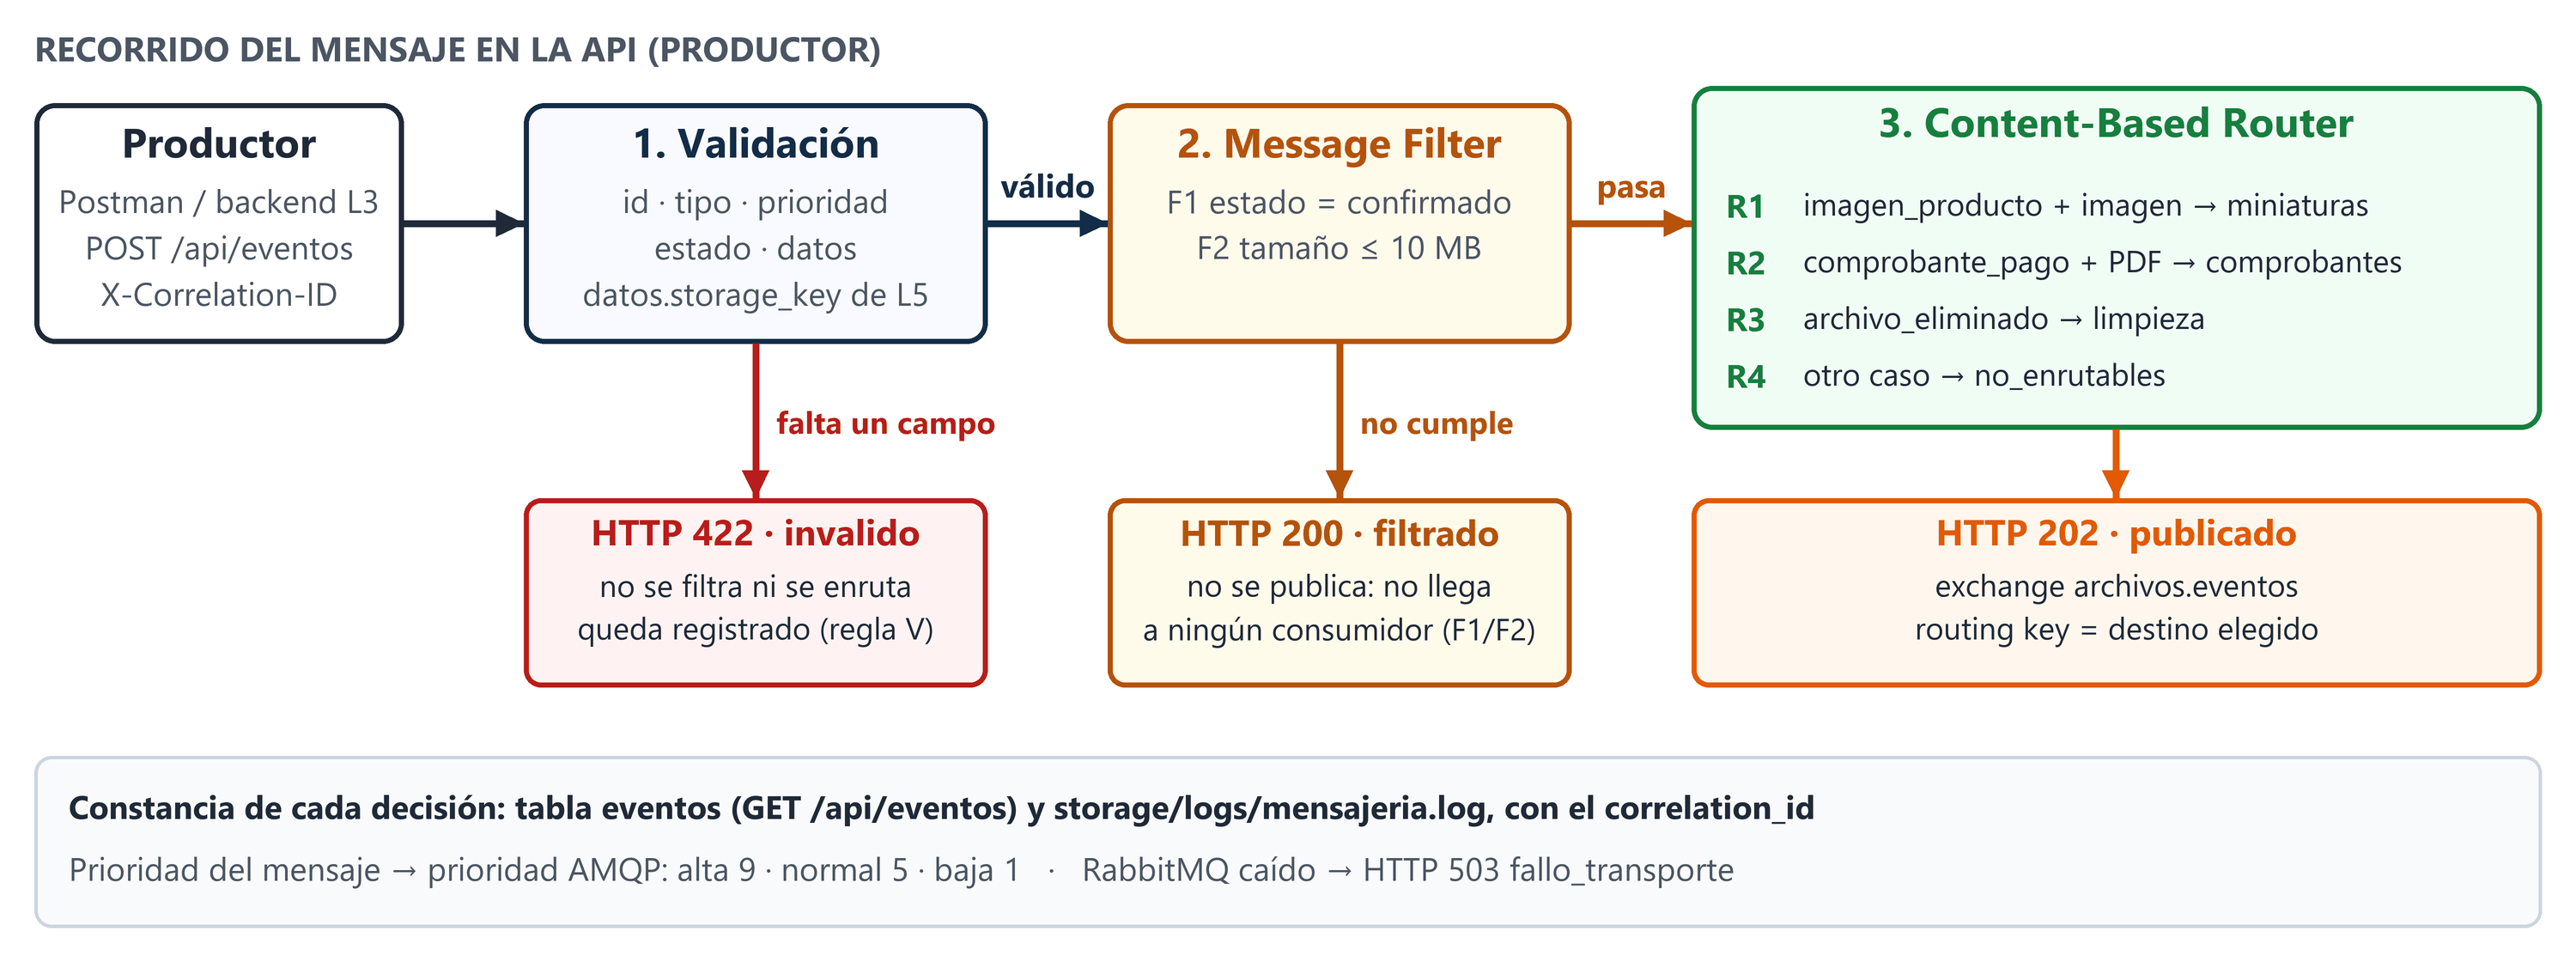 RECORRIDO DEL MENSAJE EN LA API (PRODUCTOR)
Productor
Postman / backend L3
POST /api/eventos
X-Correlation-ID
1. Validación
id · tipo · prioridad
estado · datos
datos.storage_key de L5
válido
2. Message Filter
F1 estado = confirmado
F2 tamaño ≤ 10 MB
pasa
3. Content-Based Router
R1 imagen_producto + imagen → miniaturas
R2 comprobante_pago + PDF → comprobantes
R3 archivo_eliminado → limpieza
R4 otro caso → no_enrutables
falta un campo
no cumple
HTTP 422 · invalido
no se filtra ni se enruta
queda registrado (regla V)
HTTP 200 · filtrado
no se publica: no llega
a ningún consumidor (F1/F2)
HTTP 202 · publicado
exchange archivos.eventos
routing key = destino elegido
Constancia de cada decisión: tabla eventos (GET /api/eventos) y storage/logs/mensajeria.log, con el correlation_id
Prioridad del mensaje → prioridad AMQP: alta 9 · normal 5 · baja 1 · RabbitMQ caído → HTTP 503 fallo_transporte